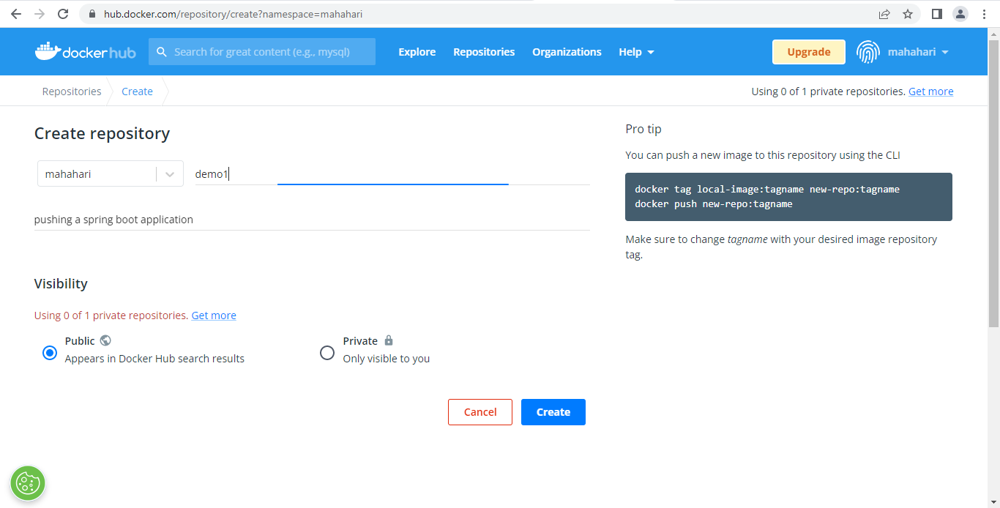 hub.docker.com/repository/create?namespace=mahahari
docker hub
Search for great content (e.g., mysql)
Explore
Repositories
Organizations
Help
Upgrade
mahahari
Repositories
Create
Using 0 of 1 private repositories. Get more
Create repository
mahahari
demo1
pushing a spring boot application
Visibility
Using 0 of 1 private repositories. Get more
Public
Appears in Docker Hub search results
Private
Only visible to you
Cancel
Create
Pro tip
You can push a new image to this repository using the CLI
docker tag local-image:tagname new-repo:tagname
docker push new-repo:tagname
Make sure to change tagname with your desired image repository
tag.